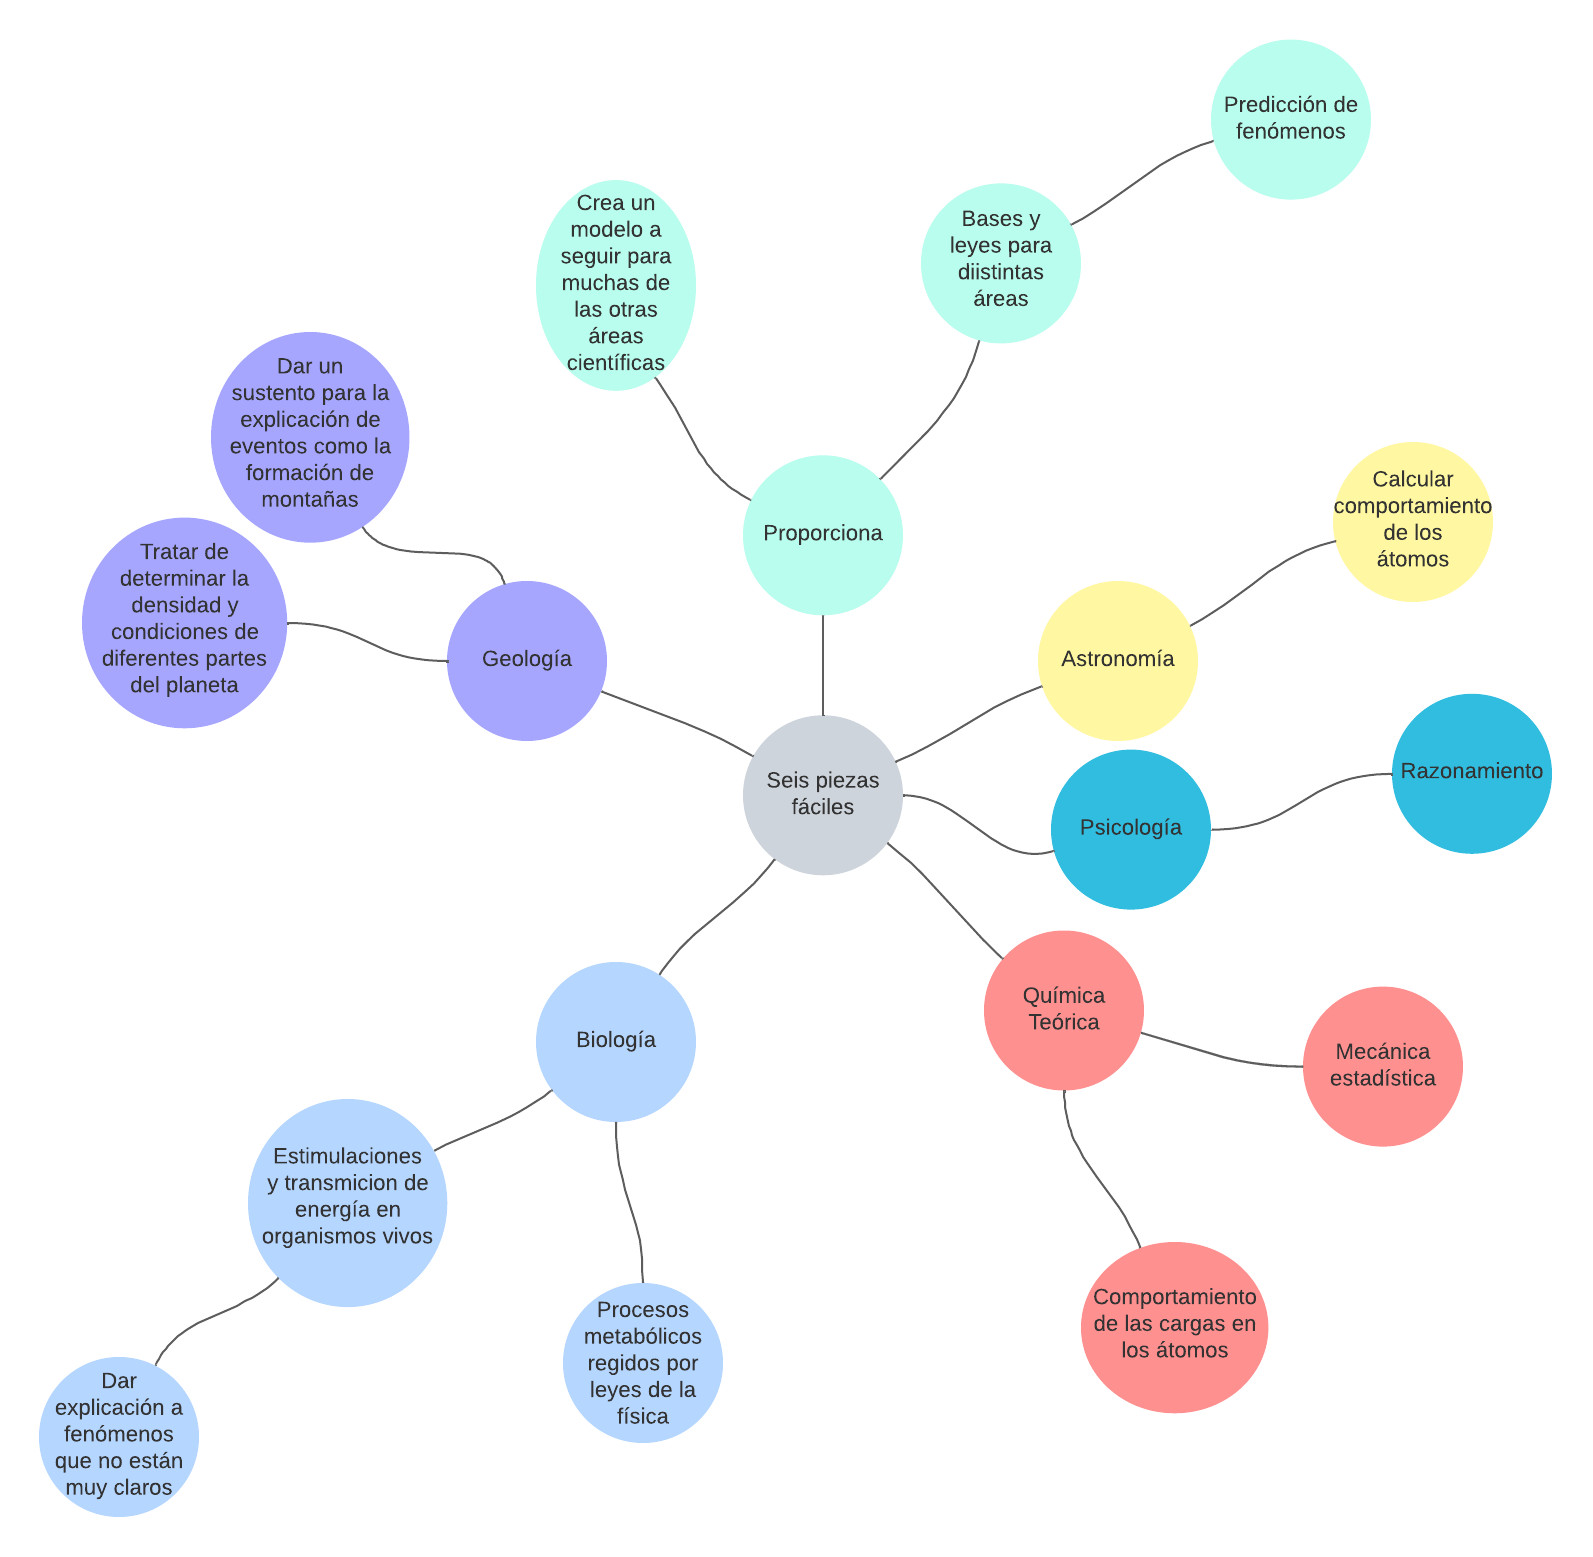 Predicción de
fenómenos
Crea un
modelo a
seguir para
muchas de
las otras
áreas
científicas
Bases y
leyes para
diistintas
áreas
Dar un
sustento para la
explicación de
eventos como la
formación de
montañas
Proporciona
Calcular
comportamiento
de los
átomos
Tratar de
determinar la
densidad y
condiciones de
diferentes partes
del planeta
Geología
Astronomía
Seis piezas
fáciles
Psicología
Razonamiento
Química
Teórica
Biología
Mecánica
estadística
Estimulaciones
y transmicion de
energía en
organismos vivos
Comportamiento
de las cargas en
los átomos
Procesos
metabólicos
regidos por
leyes de la
física
Dar
explicación a
fenómenos
que no están
muy claros